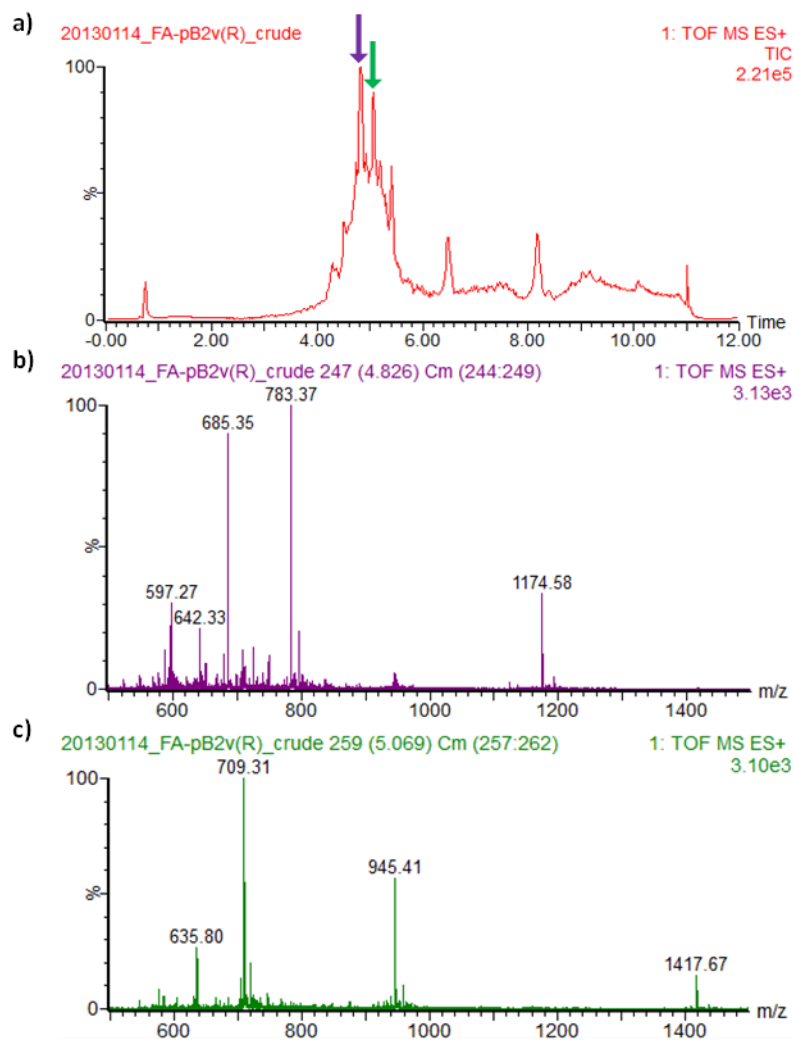 a)
20130114_FA-pB2v(R)_crude
1: TOF MS ES+
TIC
2.21e5
100
%
0
-0.00 2.00 4.00 6.00 8.00 10.00 12.00
Time
b)
20130114_FA-pB2v(R)_crude 247 (4.826) Cm (244:249)
1: TOF MS ES+
3.13e3
100
783.37
685.35
%
597.27
642.33
1174.58
0
600 800 1000 1200 1400
m/z
c)
20130114_FA-pB2v(R)_crude 259 (5.069) Cm (257:262)
1: TOF MS ES+
3.10e3
100
709.31
945.41
%
635.80
1417.67
0
600 800 1000 1200 1400
m/z